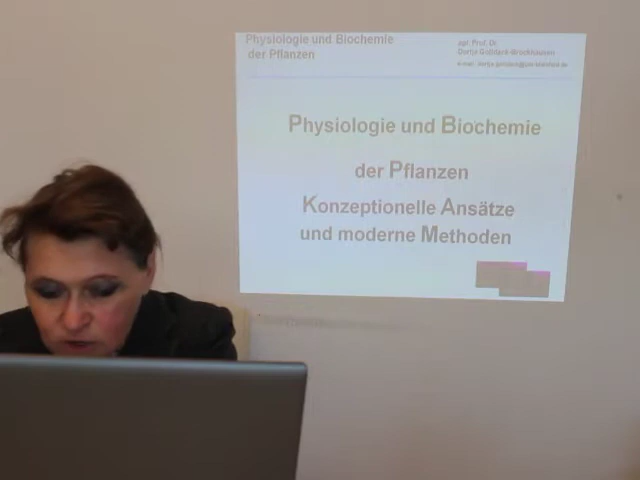 Physiologie und Biochemie
der Pflanzen
apl. Prof. Dr.
Physiologie und Biochemie
der Pflanzen
Konzeptionelle Ansätze
und moderne Methoden